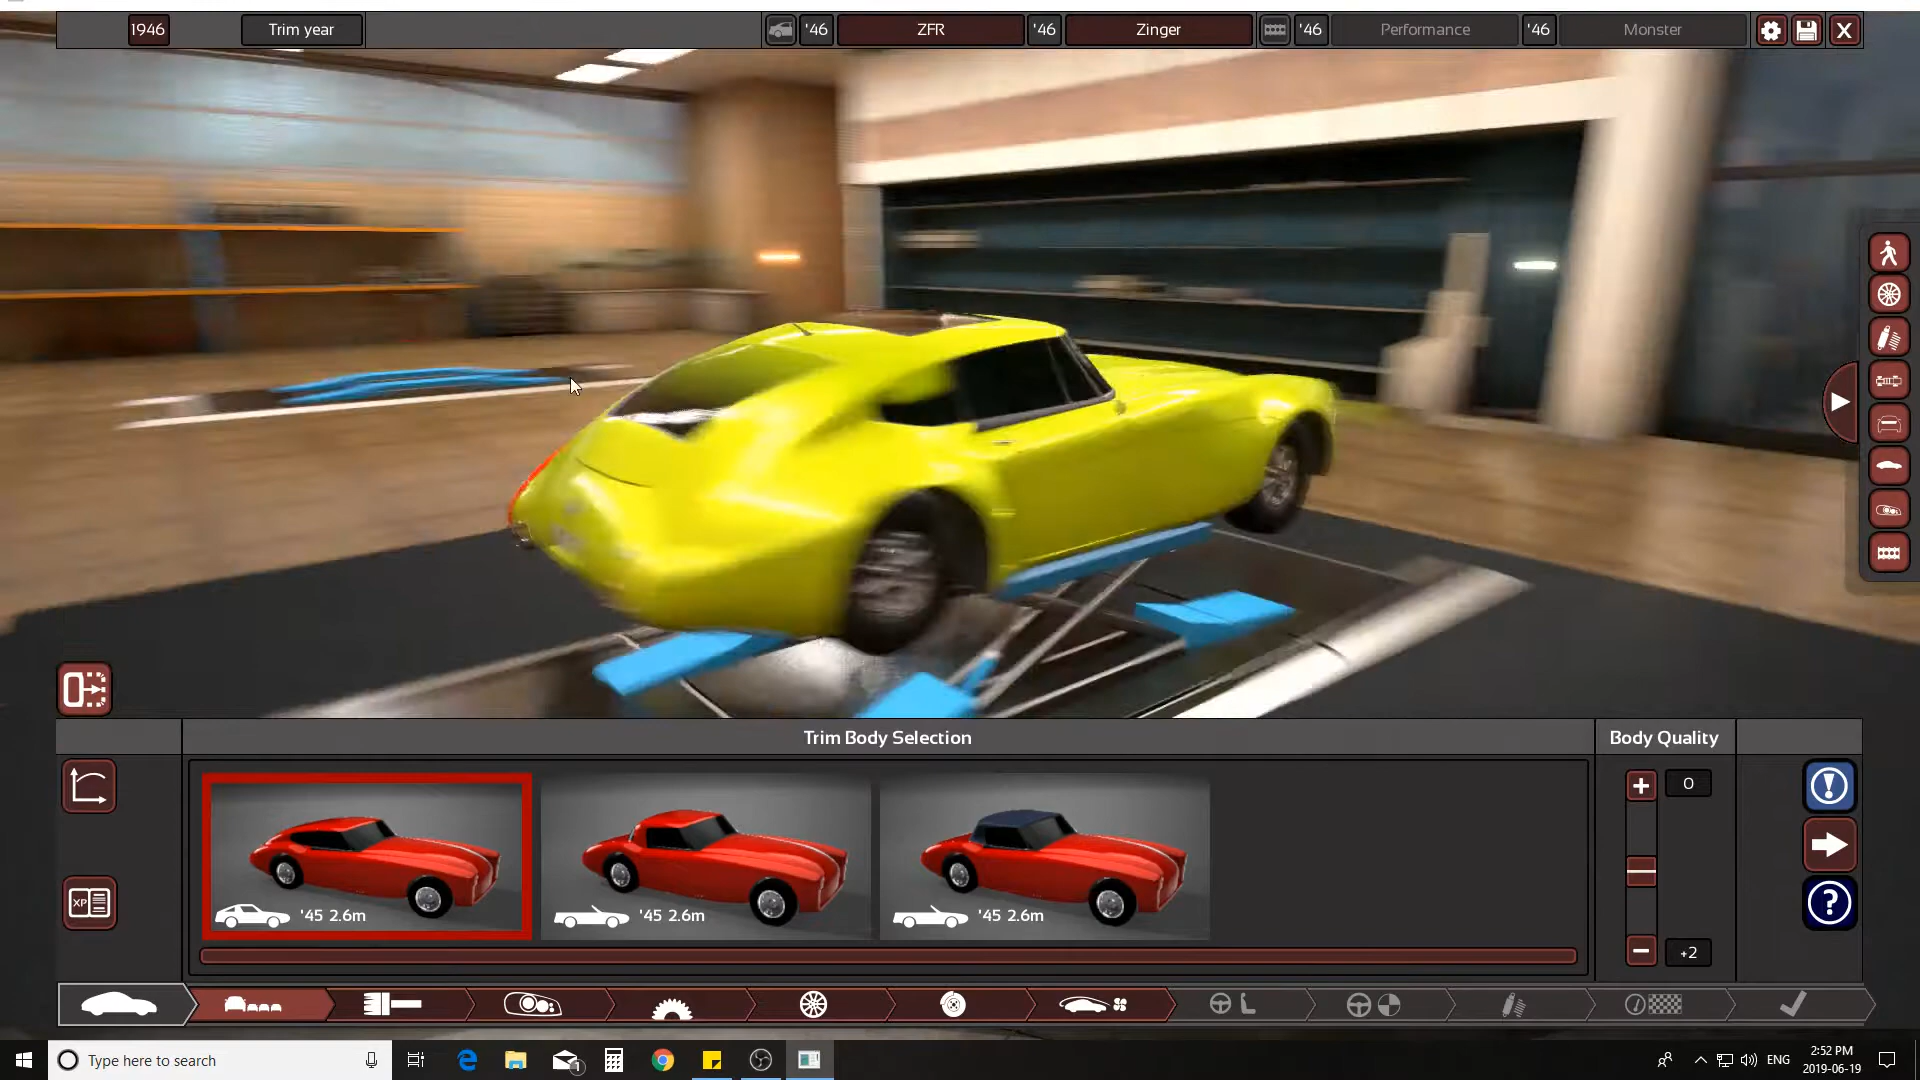 1946
Trim year
'46
ZFR
'46
Zinger
'46
Performance
'46
Monster
X
Trim Body Selection
Body Quality
'45 2.6m
'45 2.6m
'45 2.6m
+
0
-
+2
XP
?
Type here to search
1
ENG
2:52 PM
2019-06-19